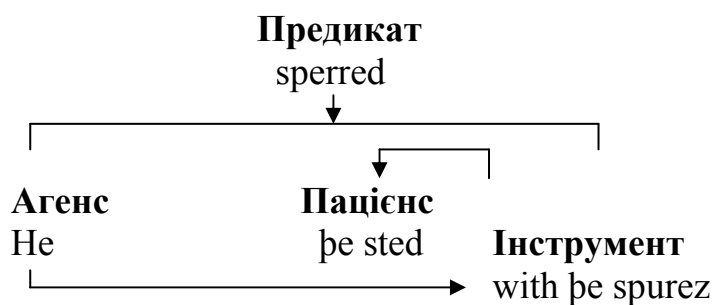 Предикат
sperred
Агенс
He
Пацієнс
þe sted
Інструмент
with þe spurez